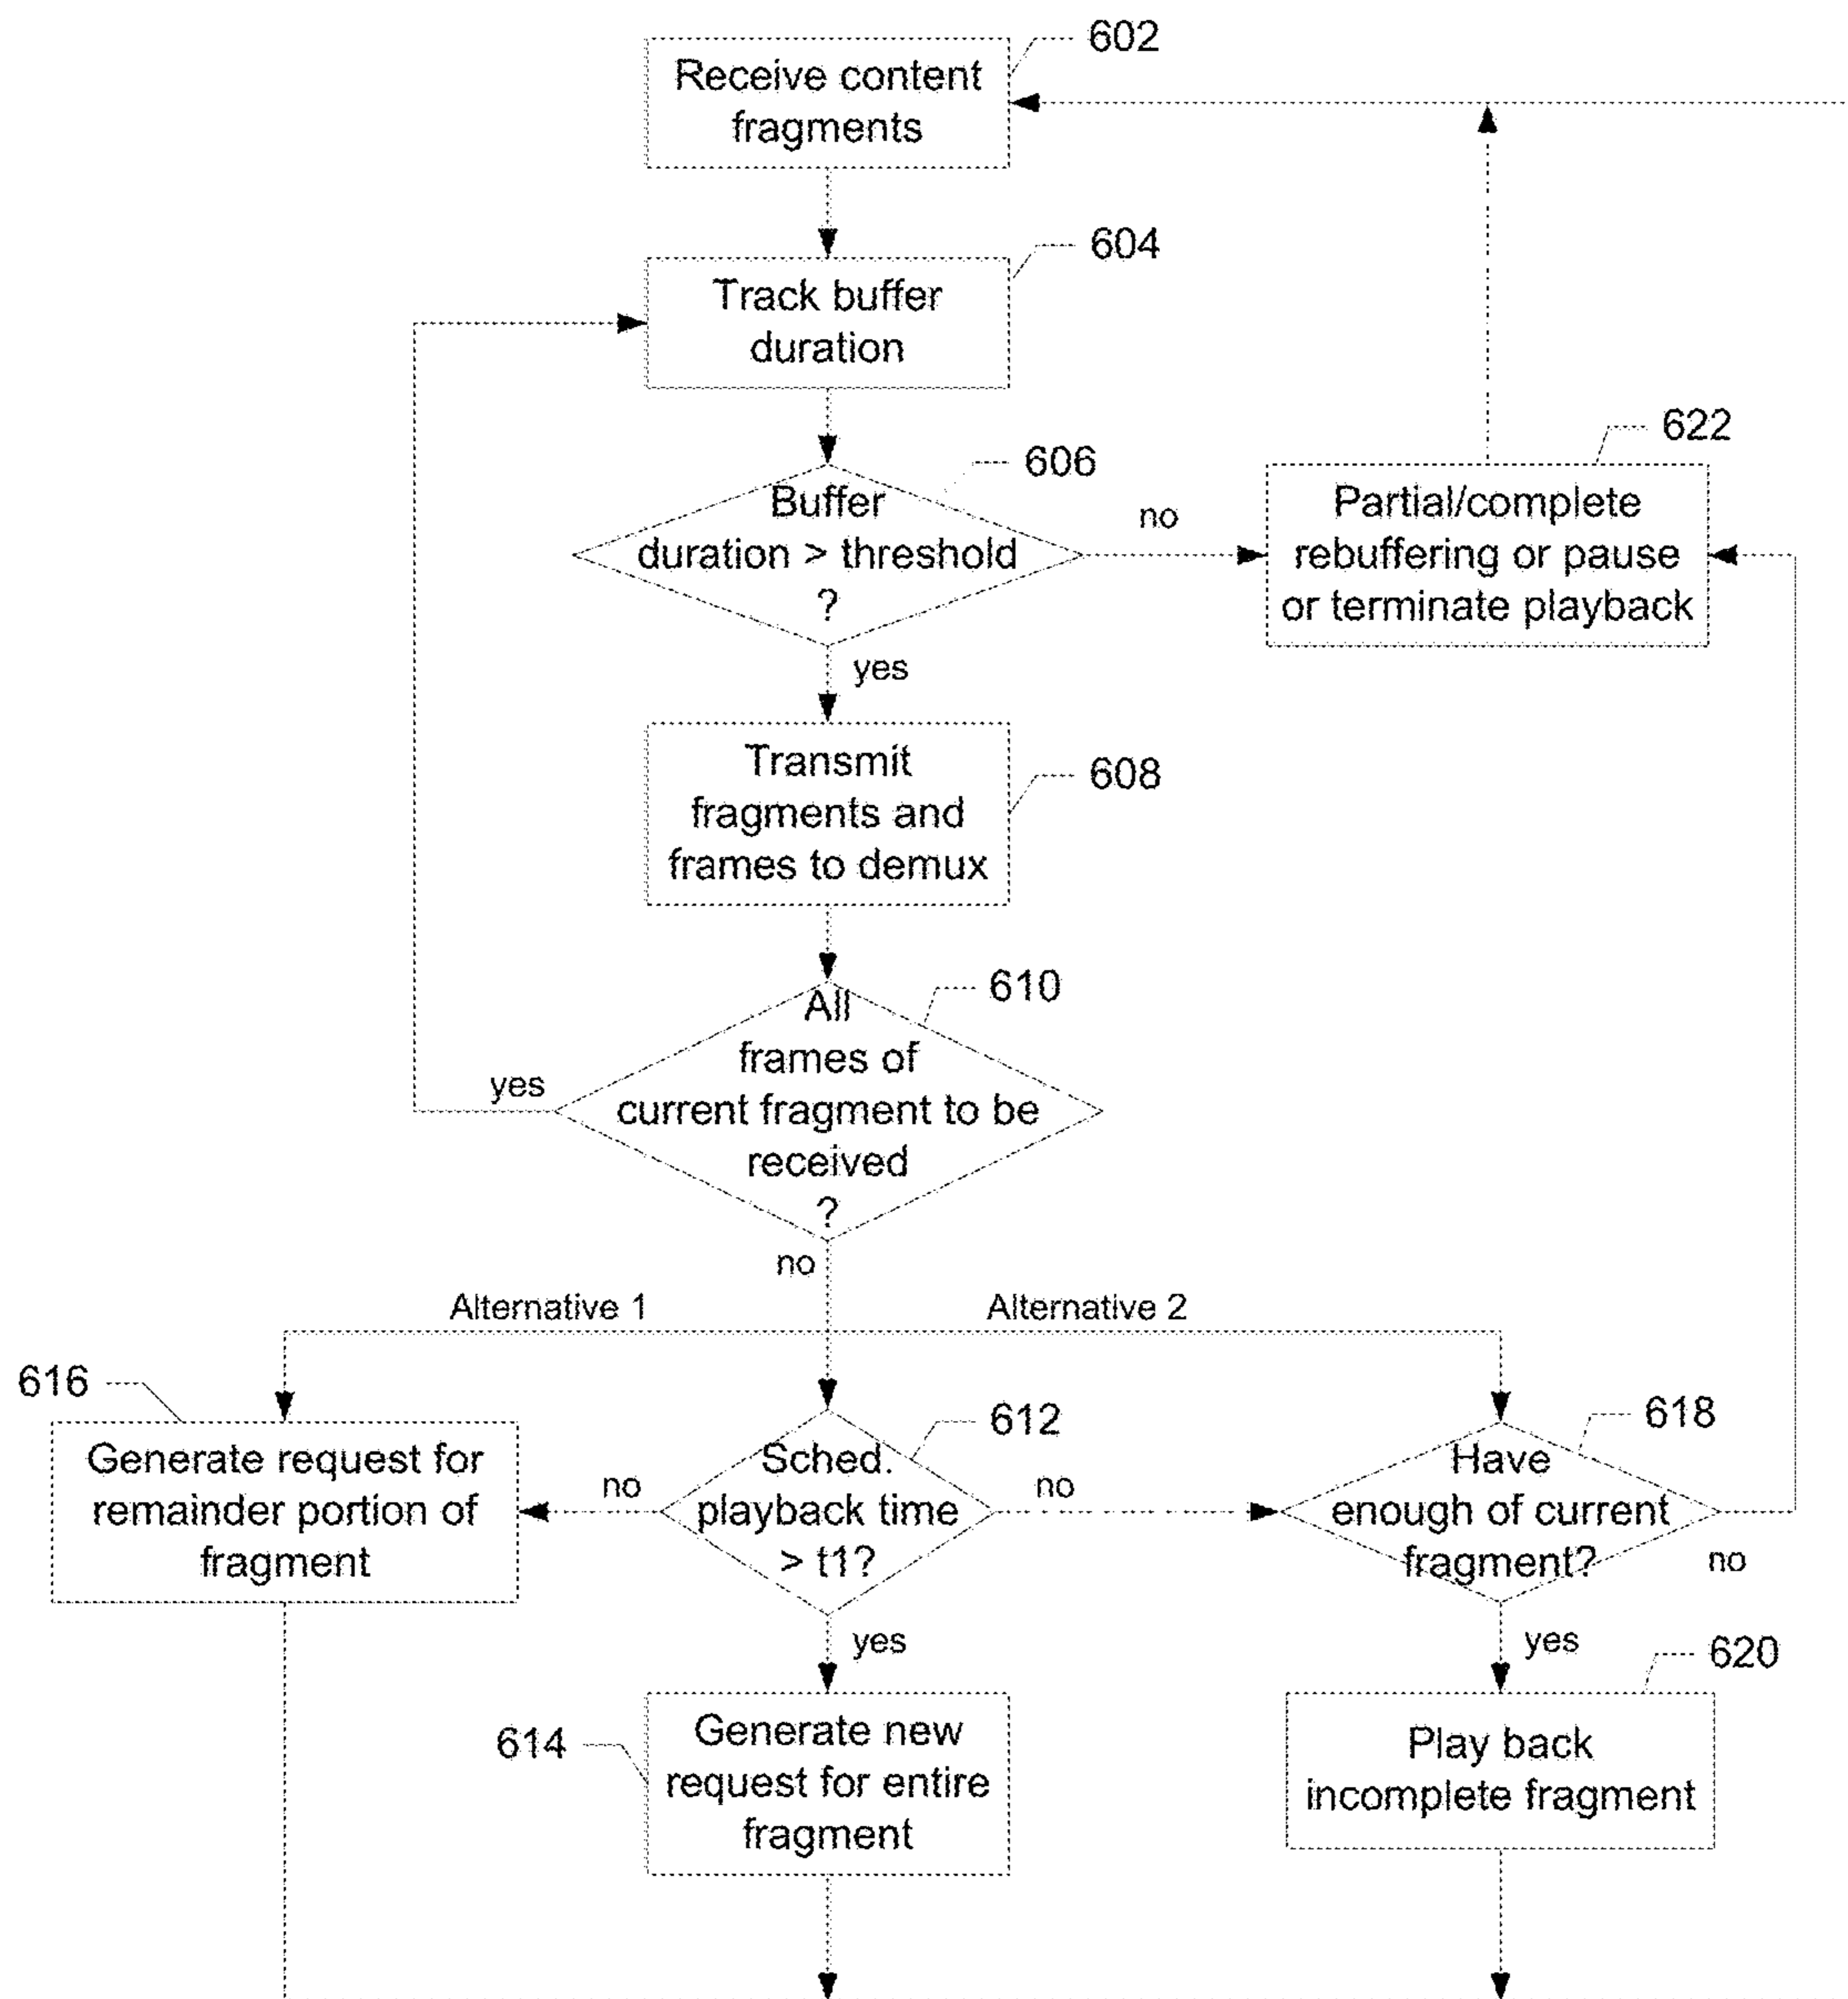 602
Receive content
fragments
604
Track buffer
duration
606
Buffer
duration > threshold
?
no
622
Partial/complete
rebuffering or pause
or terminate playback
yes
Transmit
fragments and
frames to demux
608
610
All
frames of
current fragment to be
received
?
yes
no
Alternative 1
Alternative 2
616
Generate request for
remainder portion of
fragment
no
612
Sched.
playback time
> t1?
no
618
Have
enough of current
fragment?
no
yes
yes
614
Generate new
request for entire
fragment
620
Play back
incomplete fragment